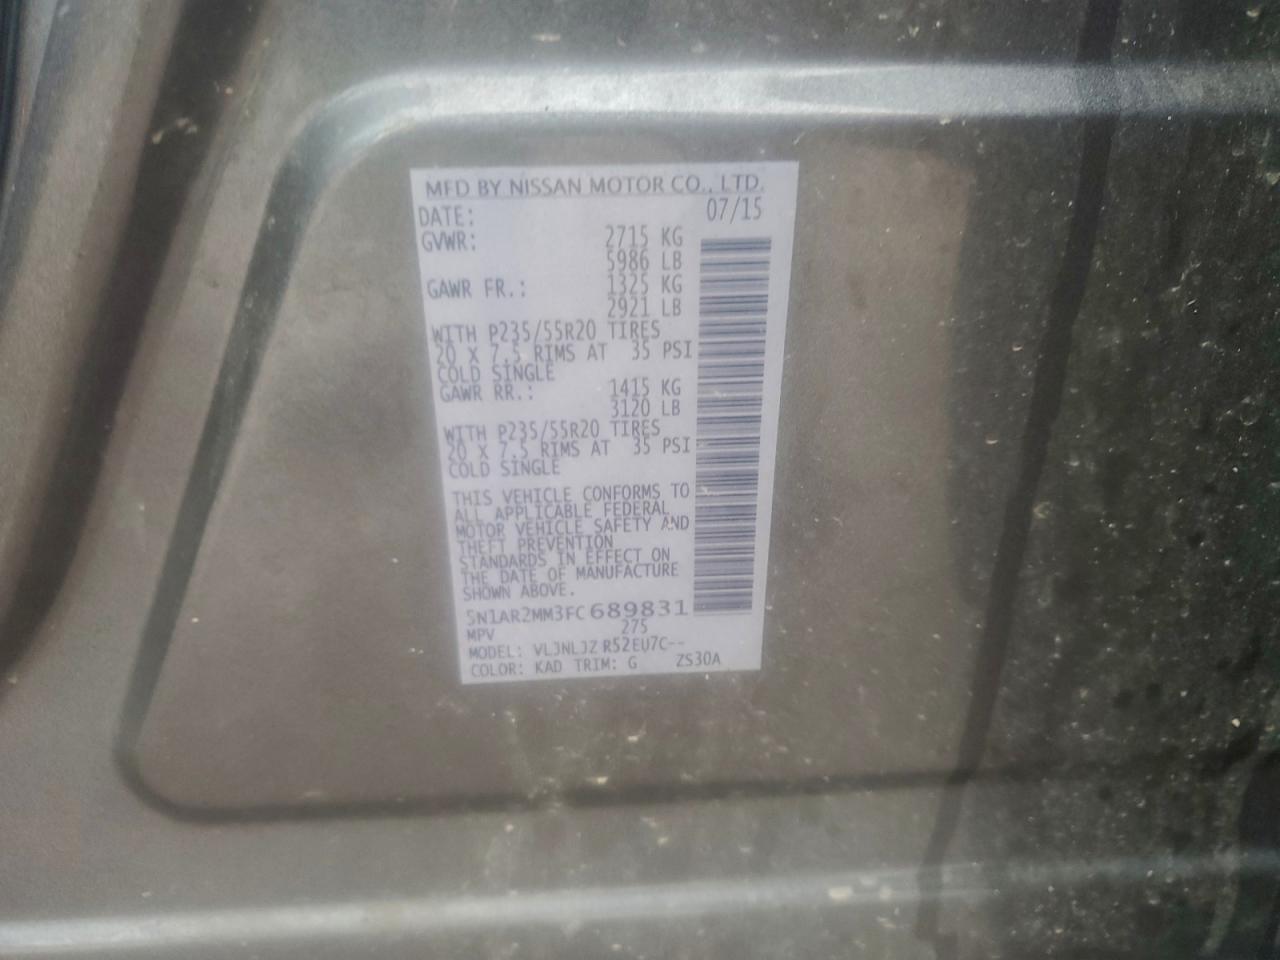 MFD BY NISSAN MOTOR CO., LTD.
DATE: 07/15
GVWR: 2715 KG
5986 LB
GAWR FR.: 1325 KG
2921 LB
WITH P235/55R20 TIRES
20 X 7.5 RIMS AT 35 PSI
COLD SINGLE
GAWR RR.: 1415 KG
3120 LB
WITH P235/55R20 TIRES
20 X 7.5 RIMS AT 35 PSI
COLD SINGLE
THIS VEHICLE CONFORMS TO
ALL APPLICABLE FEDERAL
MOTOR VEHICLE SAFETY AND
THEFT PREVENTION
STANDARDS IN EFFECT ON
THE DATE OF MANUFACTURE
SHOWN ABOVE.
5N1AR2MM3FC689831
MPV 275
MODEL: VLJNLJZ R52EU7C--
COLOR: KAD TRIM: G ZS30A